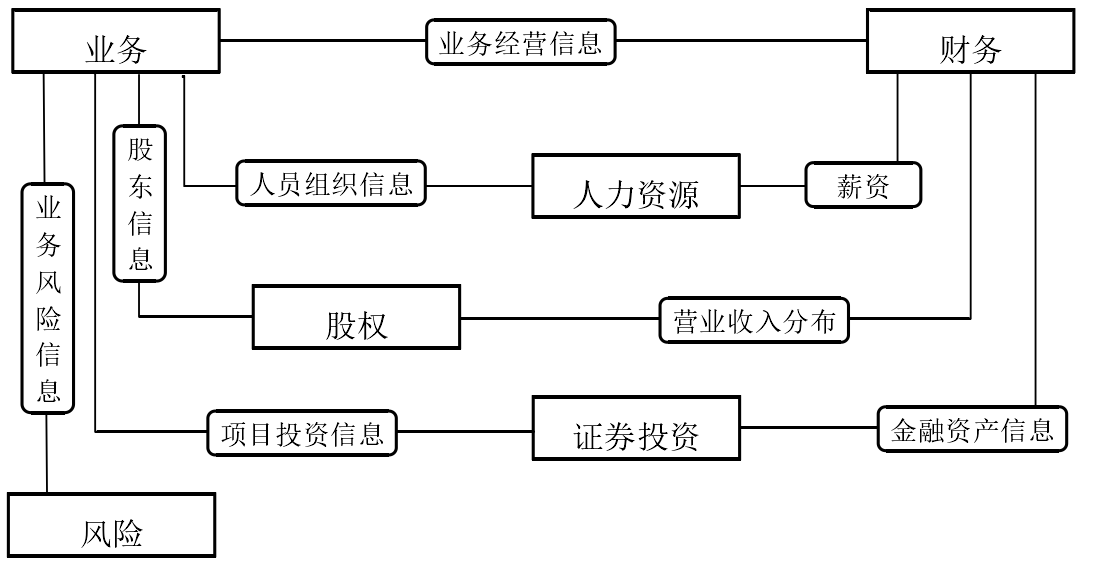 业务
业务经营信息
财务
股东信息
人员组织信息
人力资源
薪资
业务风险信息
股权
营业收入分布
项目投资信息
证券投资
金融资产信息
风险